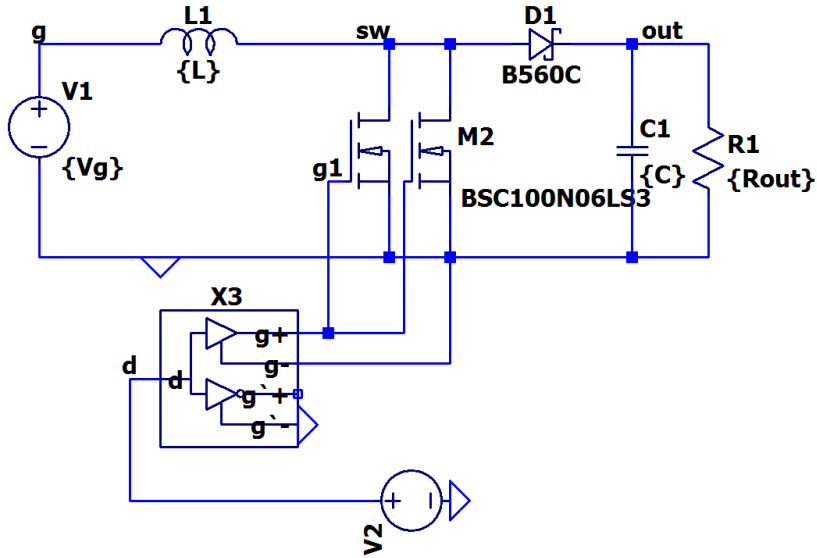 L1
g
sw
D1
out
{L}
B560C
V1
{Vg}
g1
M2
BSC100N06LS3
C1
{C}
R1
{Rout}
X3
g+
g-
d
d
g`+
g`-
V2